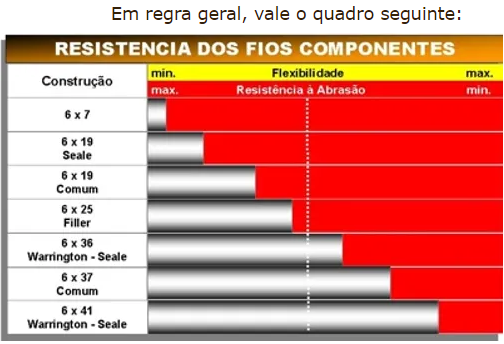 Em regra geral, vale o quadro seguinte:
RESISTENCIA DOS FIOS COMPONENTES
Construção
min. Flexibilidade max.
max. Resistência à Abrasão min.
6 x 7
6 x 19
Seale
6 x 19
Comum
6 x 25
Filler
6 x 36
Warrington - Seale
6 x 37
Comum
6 x 41
Warrington - Seale